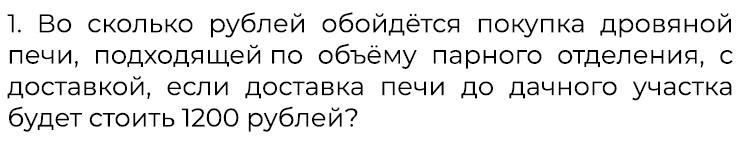 1. Во сколько рублей обойдётся покупка дровяной
печи, подходящей по объёму парного отделения, с
доставкой, если доставка печи до дачного участка
будет стоить 1200 рублей?